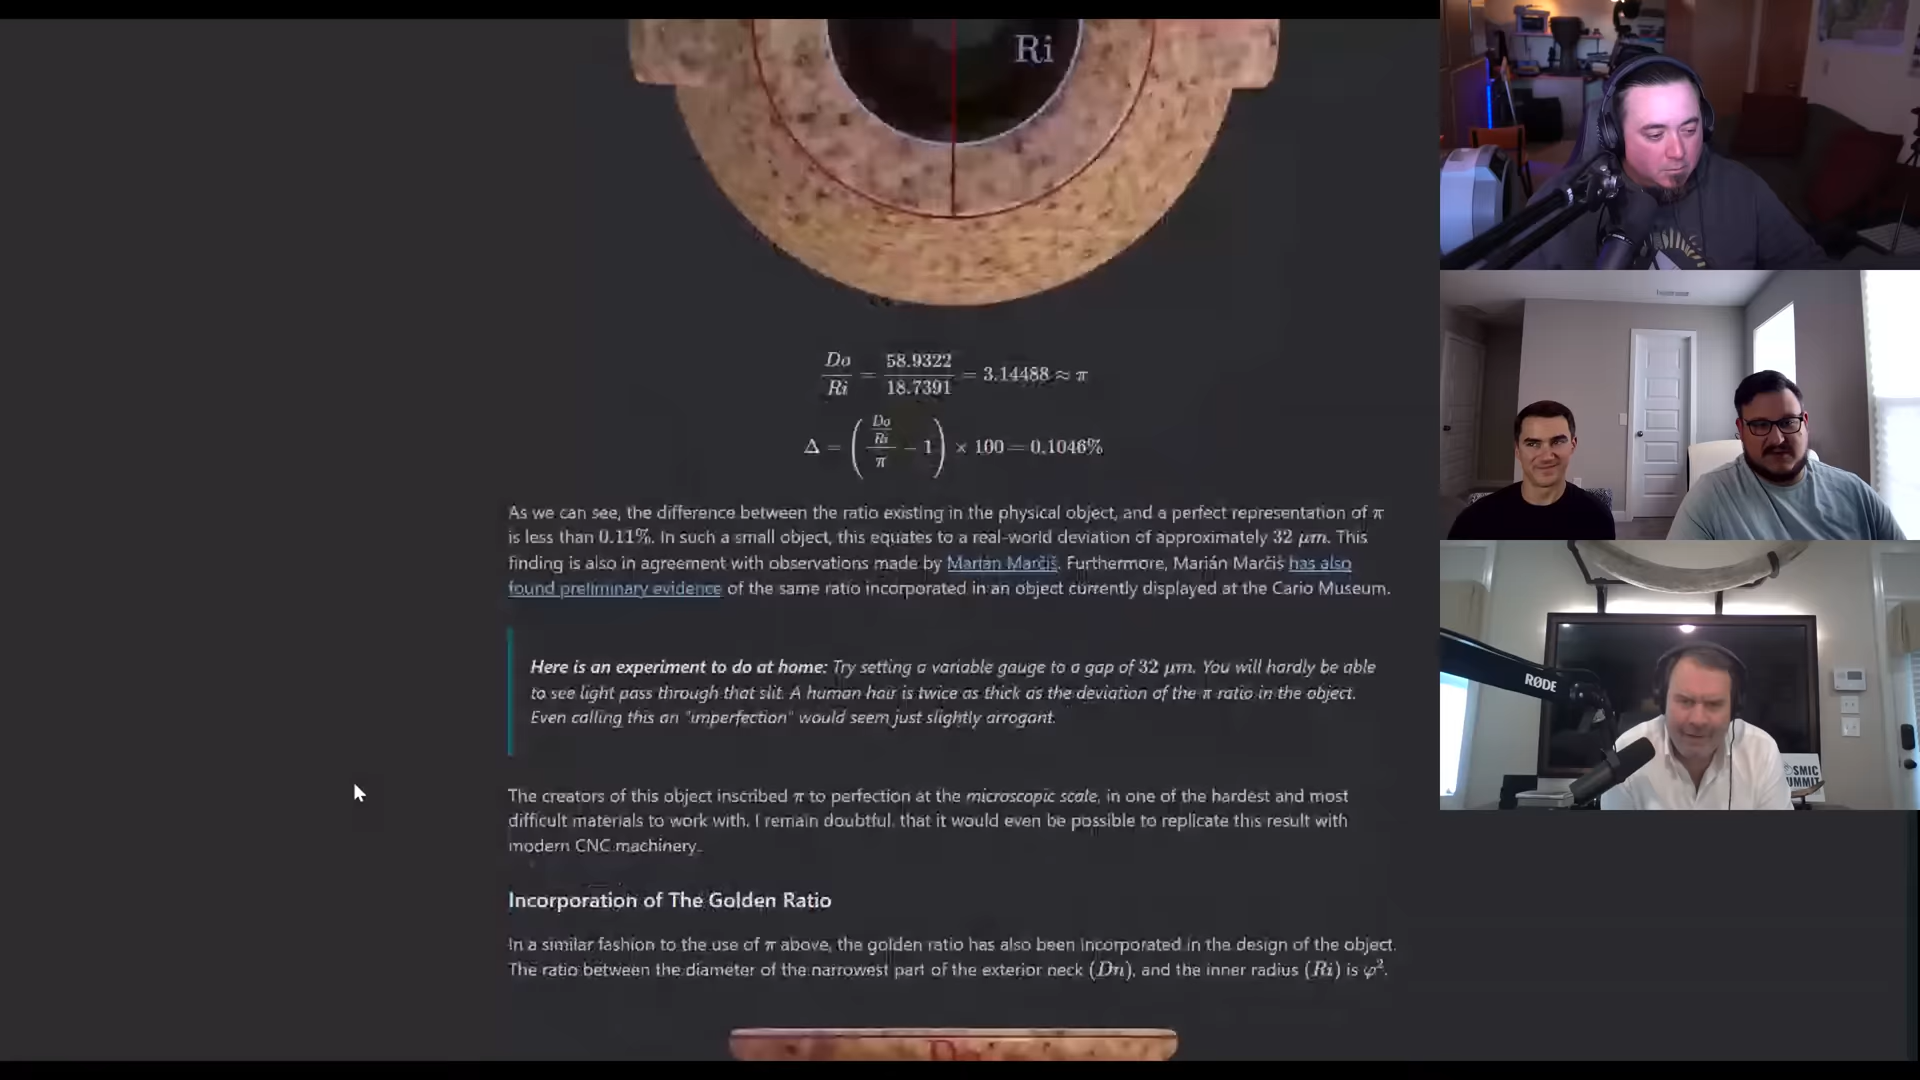 Ri
Do/Ri = 58.9322/18.7391 = 3.14488 ≈ π
Δ = ( Do/Ri / π − 1 ) × 100 = 0.1046%
As we can see, the difference between the ratio existing in the physical object, and a perfect representation of π
is less than 0.11%. In such a small object, this equates to a real-world deviation of approximately 32 μm. This
finding is also in agreement with observations made by Marián Marčiš. Furthermore, Marián Marčiš has also
found preliminary evidence of the same ratio incorporated in an object currently displayed at the Cario Museum.
Here is an experiment to do at home: Try setting a variable gauge to a gap of 32 μm. You will hardly be able
to see light pass through that slit. A human hair is twice as thick as the deviation of the π ratio in the object.
Even calling this an "imperfection" would seem just slightly arrogant.
The creators of this object inscribed π to perfection at the microscopic scale, in one of the hardest and most
difficult materials to work with. I remain doubtful, that it would even be possible to replicate this result with
modern CNC machinery.
Incorporation of The Golden Ratio
In a similar fashion to the use of π above, the golden ratio has also been incorporated in the design of the object.
The ratio between the diameter of the narrowest part of the exterior neck (Dn), and the inner radius (Ri) is φ².
RØDE
OSMIC
UMMIT